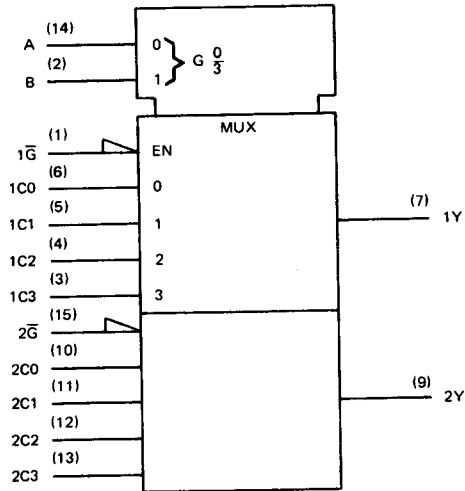 A (14) 0 } G 0/3
B (2) 1
MUX
1G̅ (1) EN
1C0 (6) 0
1C1 (5) 1
1C2 (4) 2
1C3 (3) 3
(7) 1Y
2G̅ (15)
2C0 (10)
2C1 (11)
2C2 (12)
2C3 (13)
(9) 2Y